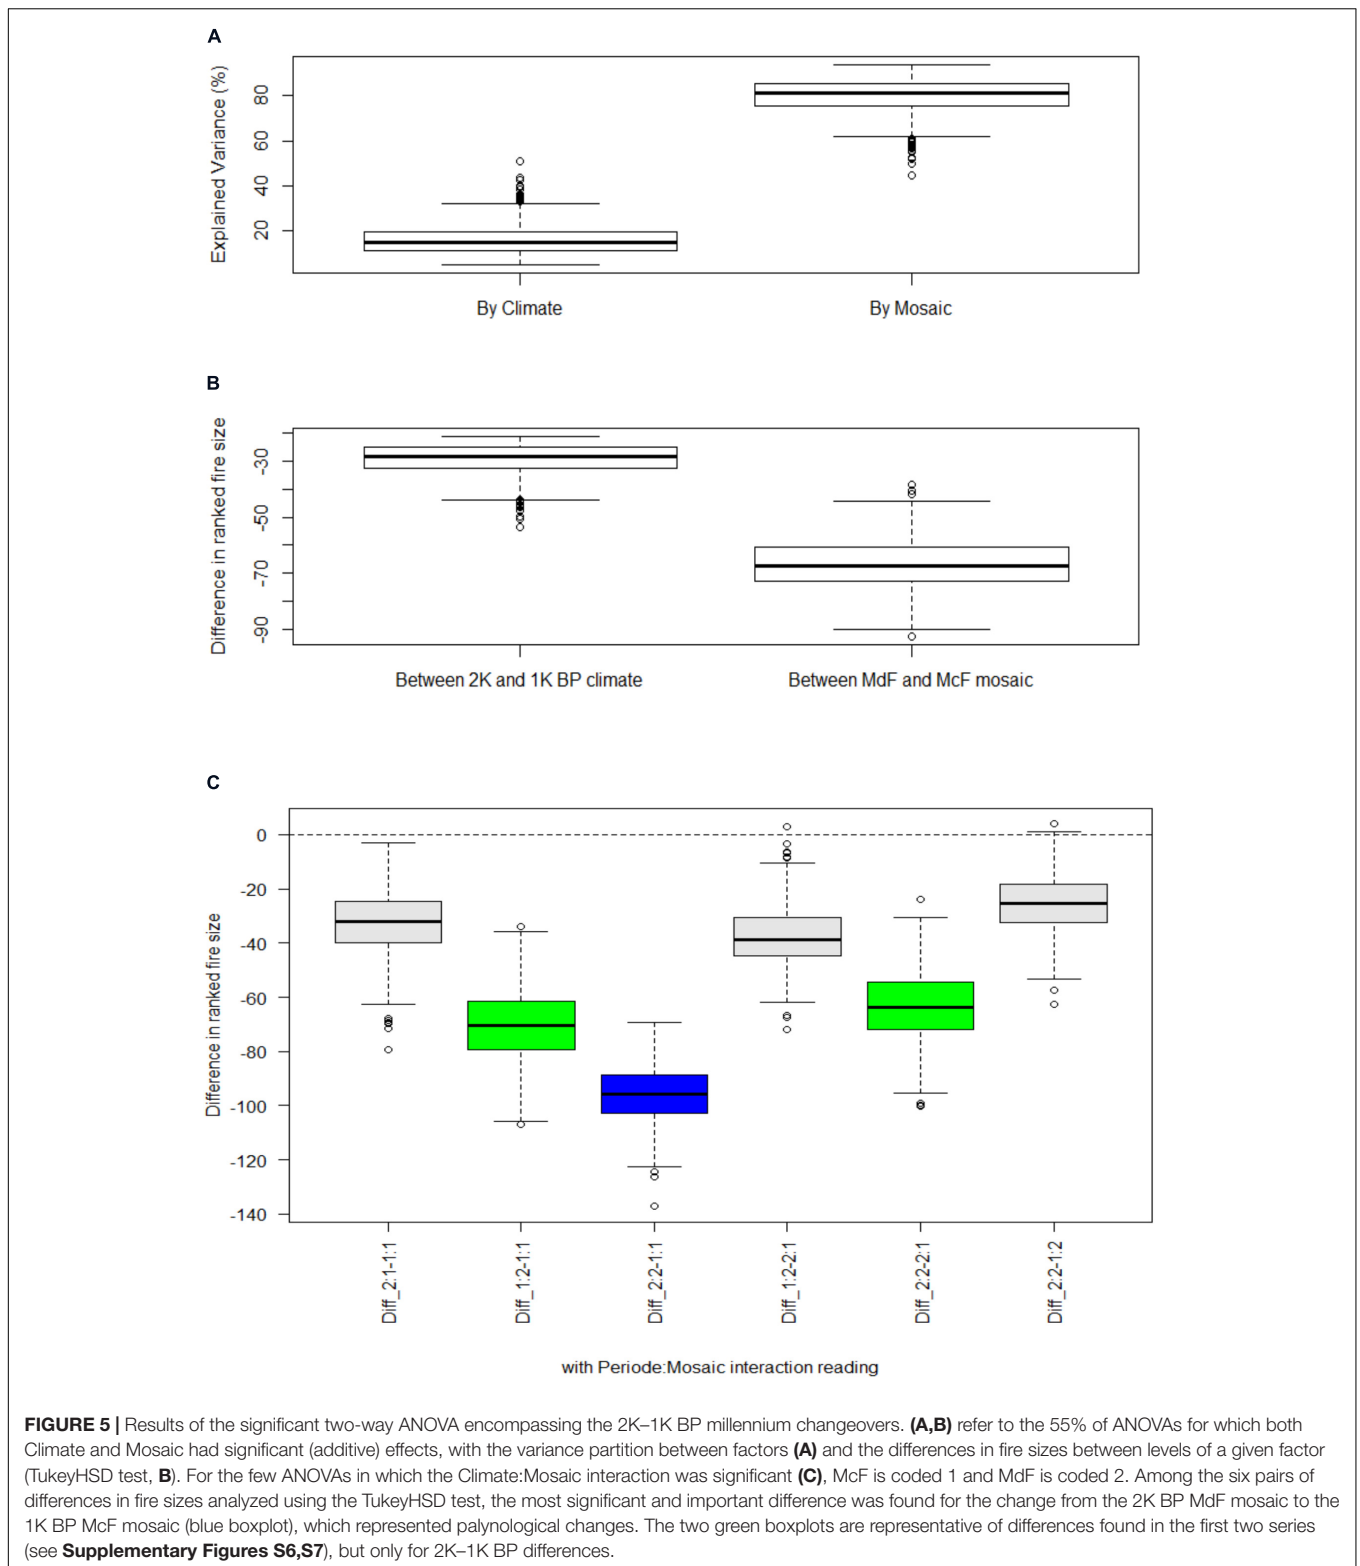 A
Explained Variance (%)
80
60
40
20
By Climate
By Mosaic
B
Difference in ranked fire size
-30
-50
-70
-90
Between 2K and 1K BP climate
Between MdF and McF mosaic
C
Difference in ranked fire size
0
-20
-40
-60
-80
-100
-120
-140
Diff_2:1-1:1
Diff_1:2-1:1
Diff_2:2-1:1
Diff_1:2-2:1
Diff_2:2-2:1
Diff_2:2-1:2
with Periode:Mosaic interaction reading
FIGURE 5 | Results of the significant two-way ANOVA encompassing the 2K–1K BP millennium changeovers. (A,B) refer to the 55% of ANOVAs for which both
Climate and Mosaic had significant (additive) effects, with the variance partition between factors (A) and the differences in fire sizes between levels of a given factor
(TukeyHSD test, B). For the few ANOVAs in which the Climate:Mosaic interaction was significant (C), McF is coded 1 and MdF is coded 2. Among the six pairs of
differences in fire sizes analyzed using the TukeyHSD test, the most significant and important difference was found for the change from the 2K BP MdF mosaic to the
1K BP McF mosaic (blue boxplot), which represented palynological changes. The two green boxplots are representative of differences found in the first two series
(see Supplementary Figures S6,S7), but only for 2K–1K BP differences.